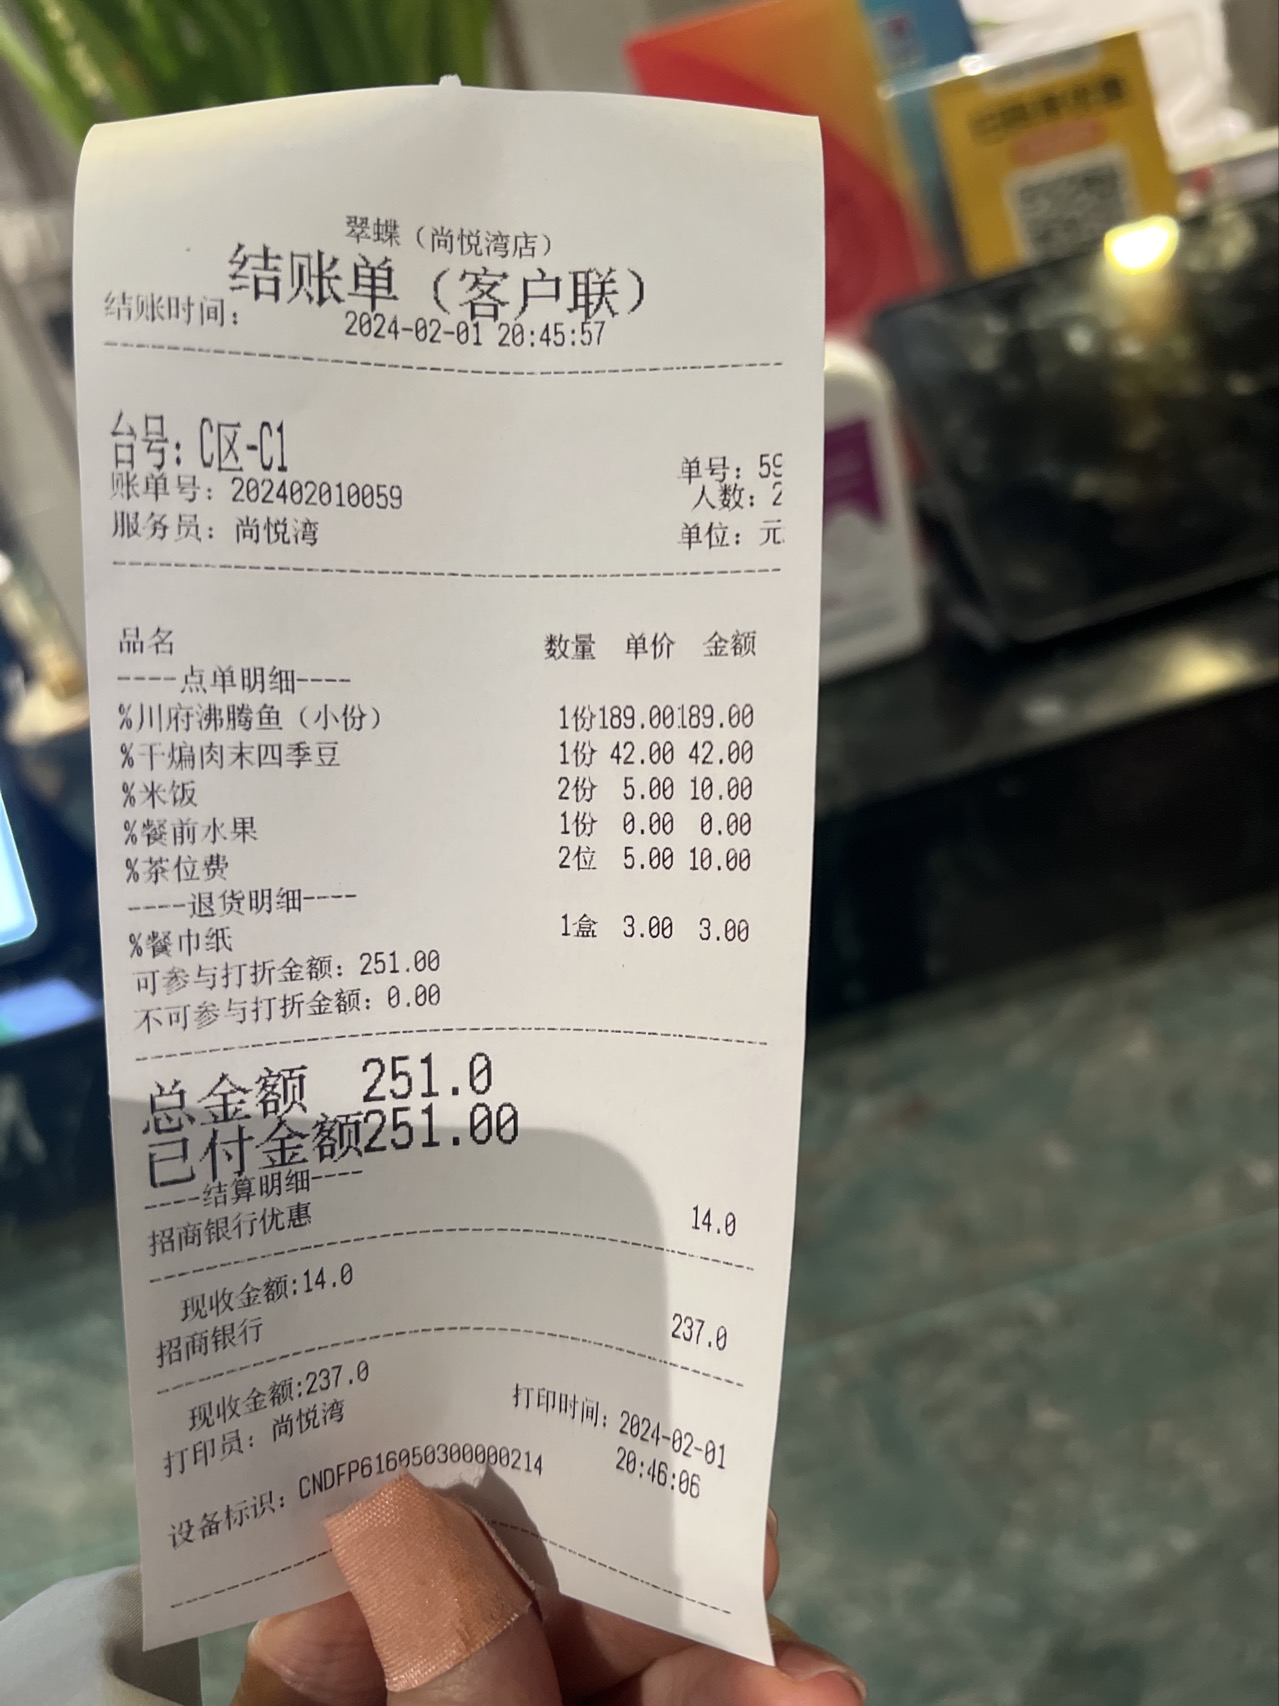 翠蝶（尚悦湾店）
结账单（客户联）
结账时间： 2024-02-01 20:45:57
台号：C区-C1
单号：59
账单号：202402010059
人数：2
服务员：尚悦湾
单位：元
品名 数量 单价 金额
----点单明细----
%川府沸腾鱼（小份） 1份189.00189.00
%干煸肉末四季豆 1份 42.00 42.00
%米饭 2份 5.00 10.00
%餐前水果 1份 0.00 0.00
%茶位费 2位 5.00 10.00
----退货明细----
%餐巾纸 1盒 3.00 3.00
可参与打折金额：251.00
不可参与打折金额：0.00
总金额 251.0
已付金额251.00
----结算明细----
招商银行优惠 14.0
现收金额:14.0
招商银行 237.0
现收金额:237.0
打印员：尚悦湾 打印时间：2024-02-01
20:46:06
设备标识：CNDFP616050300000214